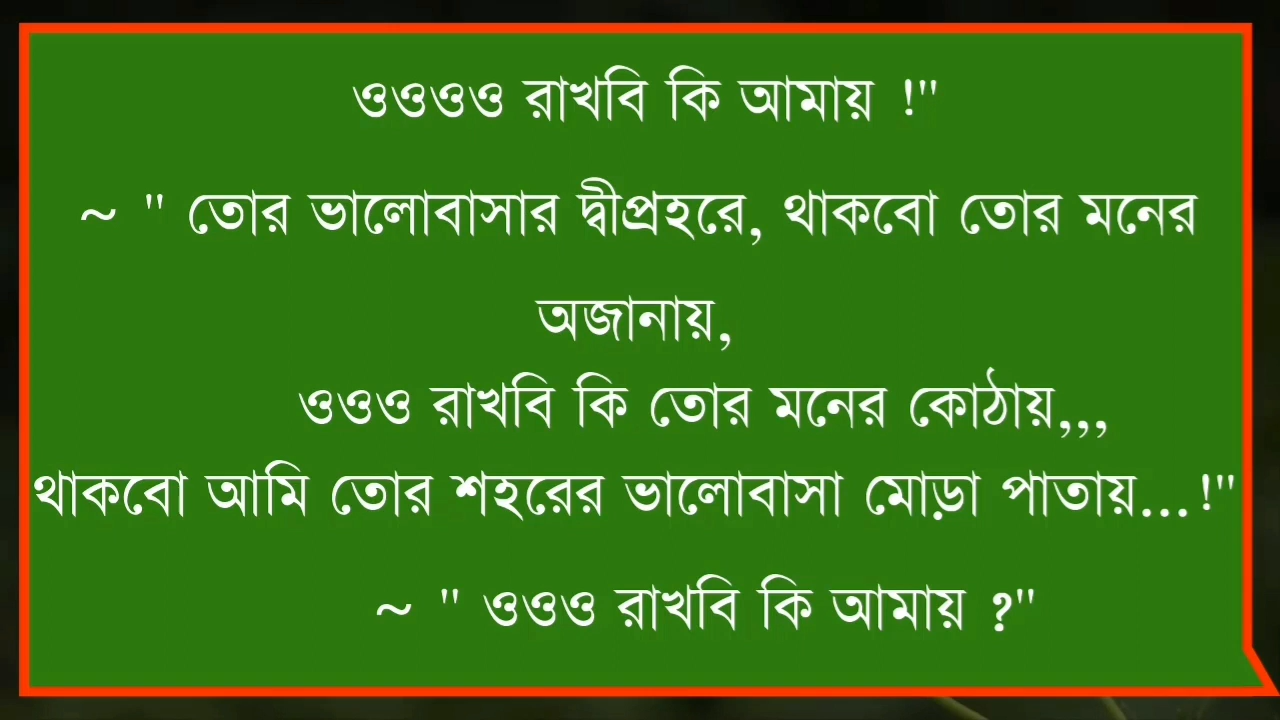 ওওওও রাখবি কি আমায় !"
~ " তোর ভালোবাসার দ্বীপ্রহরে, থাকবো তোর মনের
অজানায়,
ওওও রাখবি কি তোর মনের কোঠায়,,,
থাকবো আমি তোর শহরের ভালোবাসা মোড়া পাতায়...!"
~ " ওওও রাখবি কি আমায় ?"